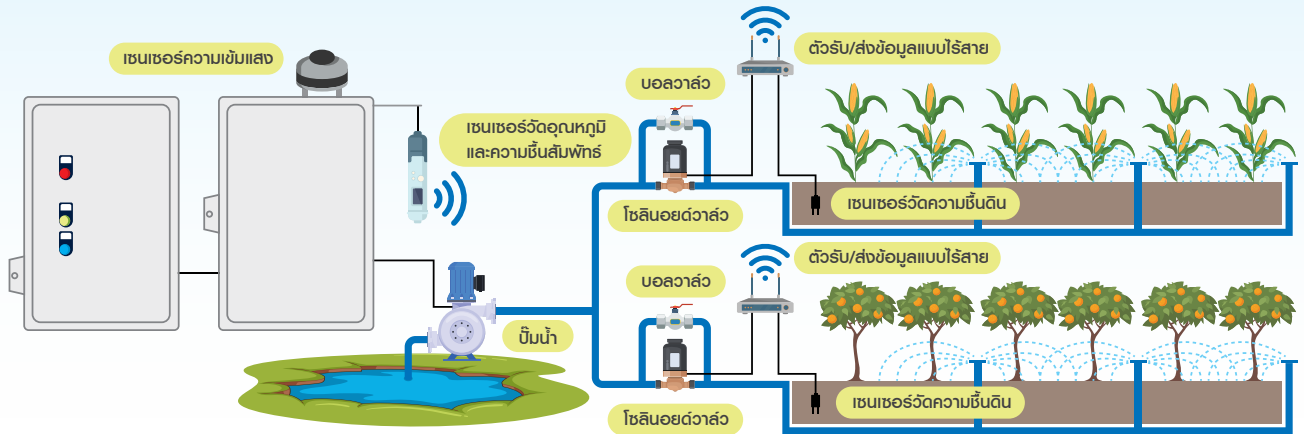 เซนเซอร์ความเข้มแสง
เซนเซอร์วัดอุณหภูมิ
และความชื้นสัมพัทธ์
บอลวาล์ว
ตัวรับ/ส่งข้อมูลแบบไร้สาย
โซลินอยด์วาล์ว
เซนเซอร์วัดความชื้นดิน
ปั๊มน้ำ
บอลวาล์ว
ตัวรับ/ส่งข้อมูลแบบไร้สาย
โซลินอยด์วาล์ว
เซนเซอร์วัดความชื้นดิน